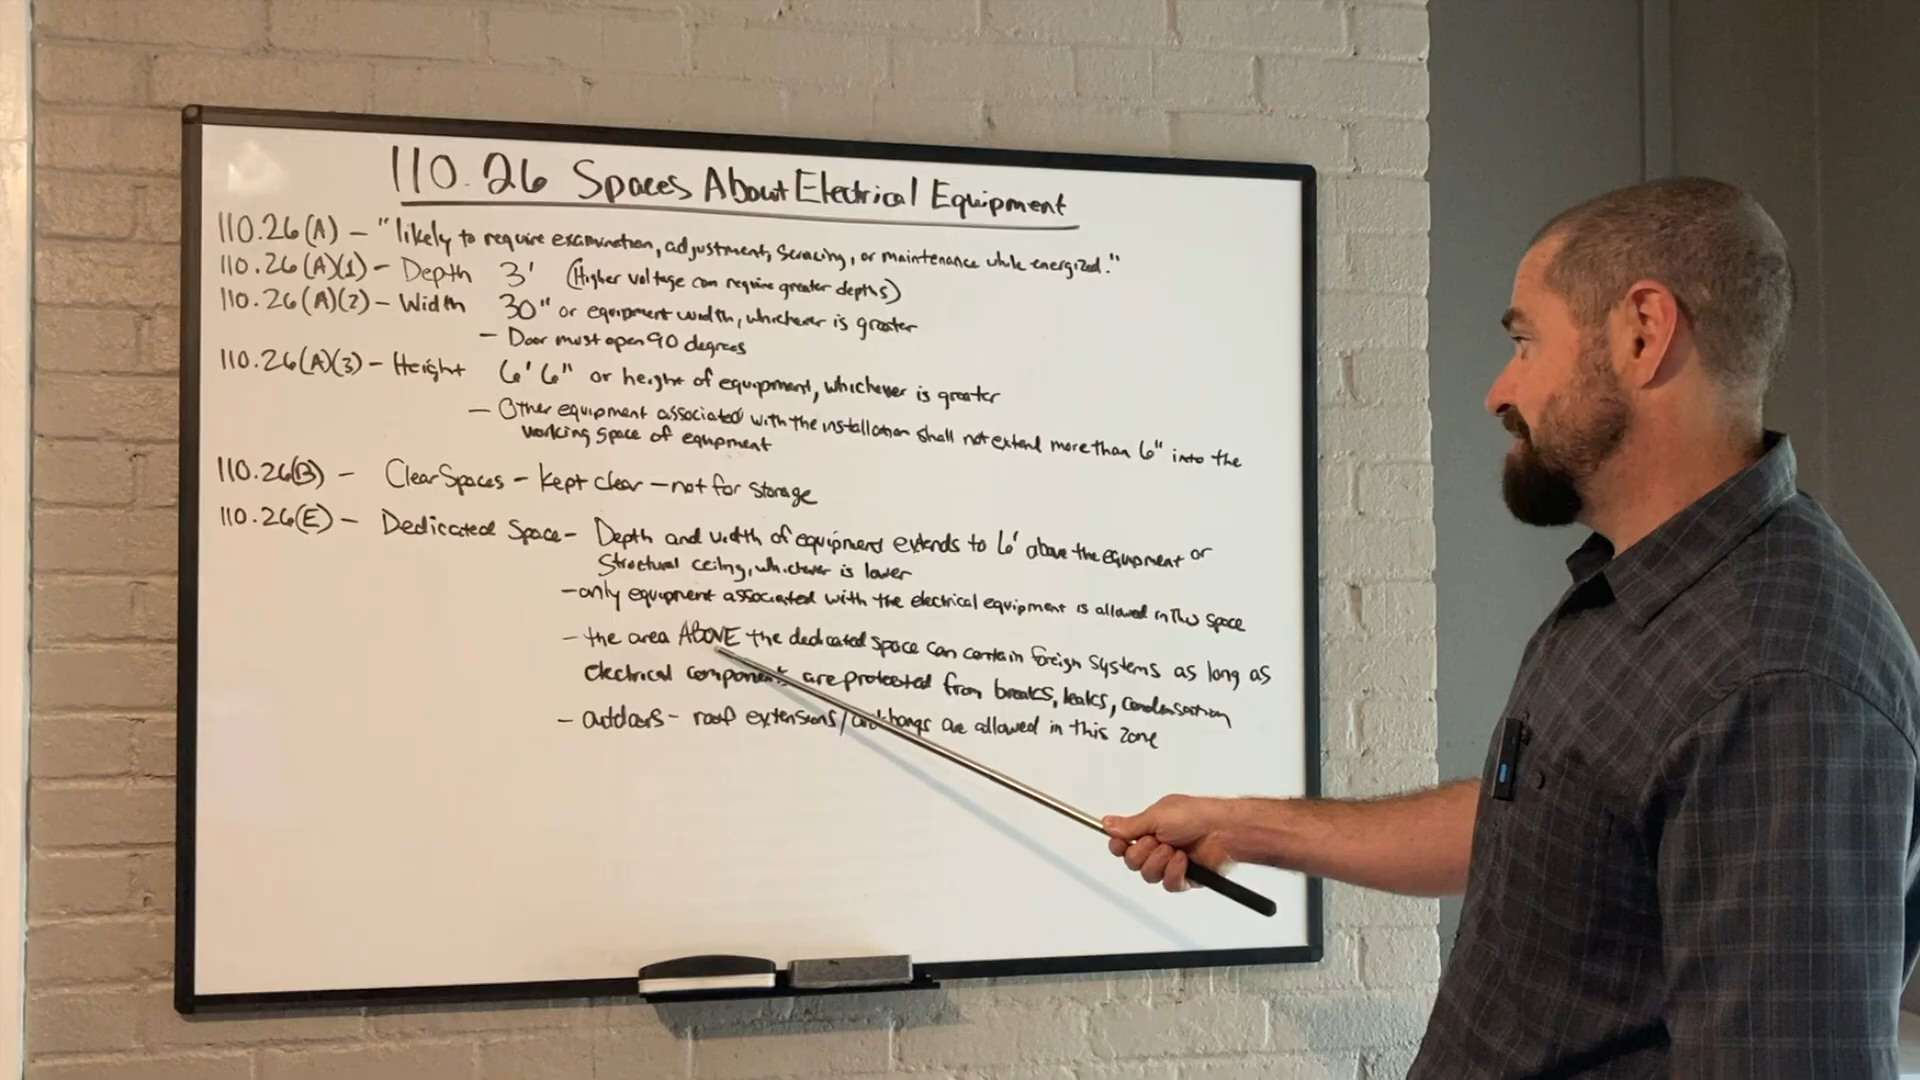 110.26 Spaces About Electrical Equipment
110.26(A) - "likely to require examination, adjustment, servicing, or maintenance while energized."
110.26(A)(1) - Depth 3' (Higher voltage can require greater depths)
110.26(A)(2) - Width 30" or equipment width, whichever is greater
- Door must open 90 degrees
110.26(A)(3) - Height 6'6" or height of equipment, whichever is greater
- Other equipment associated with the installation shall not extend more than 6" into the
working space of equipment
110.26(B) - Clear Spaces - kept clear - not for storage
110.26(E) - Dedicated Space - Depth and width of equipment extends to 6' above the equipment or
Structural ceiling, whichever is lower
- only equipment associated with the electrical equipment is allowed in this space
- the area ABOVE the dedicated space can contain foreign systems as long as
electrical components are protected from breaks, leaks, condensation
- outdoors - roof extensions/overhangs are allowed in this zone